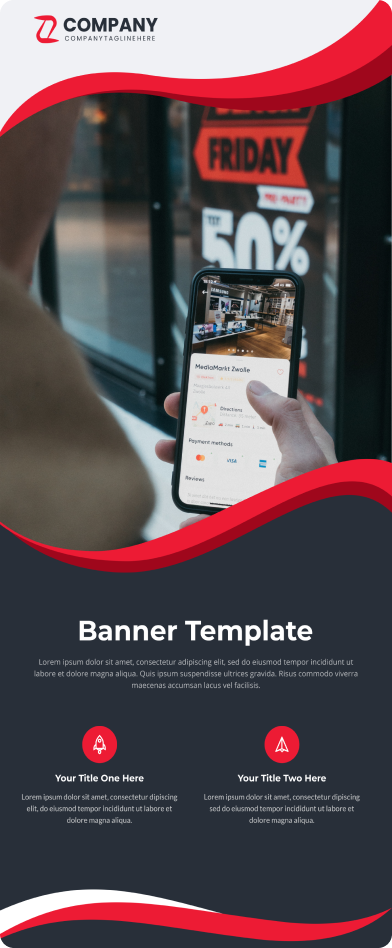 COMPANY
COMPANYTAGLINEHERE
FRIDAY
50%
SAMSUNG
MediaMarkt Zwolle
Directions
Payment methods
VISA
Reviews
Banner Template
Lorem ipsum dolor sit amet, consectetur adipiscing elit, sed do eiusmod tempor incididunt ut
labore et dolore magna aliqua. Quis ipsum suspendisse ultrices gravida. Risus commodo viverra
maecenas accumsan lacus vel facilisis.
Your Title One Here
Your Title Two Here
Lorem ipsum dolor sit amet, consectetur dipiscing
elit, do eiusmod tempor incididunt ut labore et
dolore magna aliqua.
Lorem ipsum dolor sit amet, consectetur dipiscing
sed do eiusmod tempor incididunt ut labore et
dolore magna aliqua.